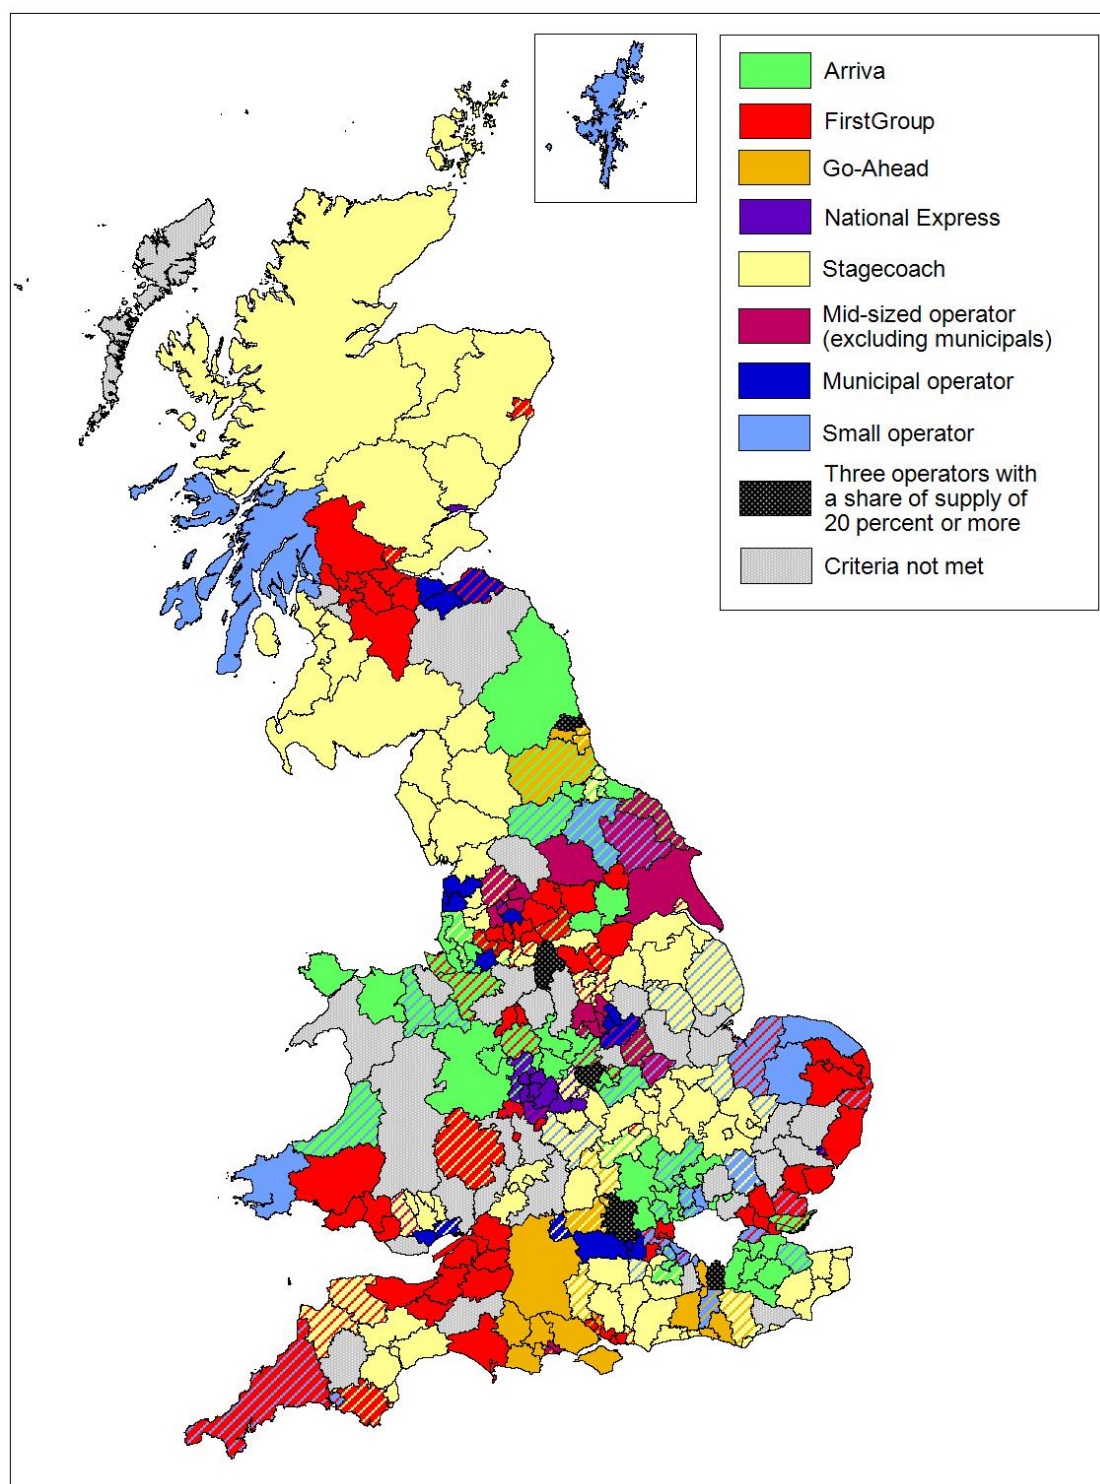 Arriva
FirstGroup
Go-Ahead
National Express
Stagecoach
Mid-sized operator
(excluding municipals)
Municipal operator
Small operator
Three operators with
a share of supply of
20 percent or more
Criteria not met